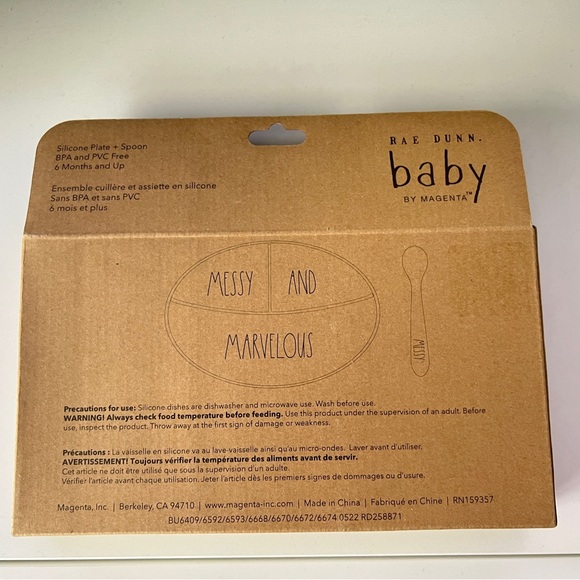 Silicone Plate + Spoon
BPA and PVC Free
6 Months and Up
Ensemble cuillère et assiette en silicone
Sans BPA et sans PVC
6 mois et plus
RAE DUNN.
baby
BY MAGENTA™
MESSY AND
MARVELOUS
MESSY
Precautions for use: Silicone dishes are dishwasher and microwave use. Wash before use.
WARNING! Always check food temperature before feeding. Use this product under the supervision of an adult. Before
use, inspect the product. Throw away at the first sign of damage or weakness.
Précautions : La vaisselle en silicone va au lave-vaisselle ainsi qu'au micro-ondes. Laver avant d'utiliser.
AVERTISSEMENT! Toujours vérifier la température des aliments avant de servir.
Cet article ne doit être utilisé que sous la supervision d'un adulte.
Vérifier l'article avant chaque utilisation. Jeter l'article dès les premiers signes de dommages ou d'usure.
Magenta, Inc. | Berkeley, CA 94710 | www.magenta-inc.com | Made in China | Fabriqué en Chine | RN159357
BU6409/6592/6593/6668/6670/6672/6674 0522 RD258871